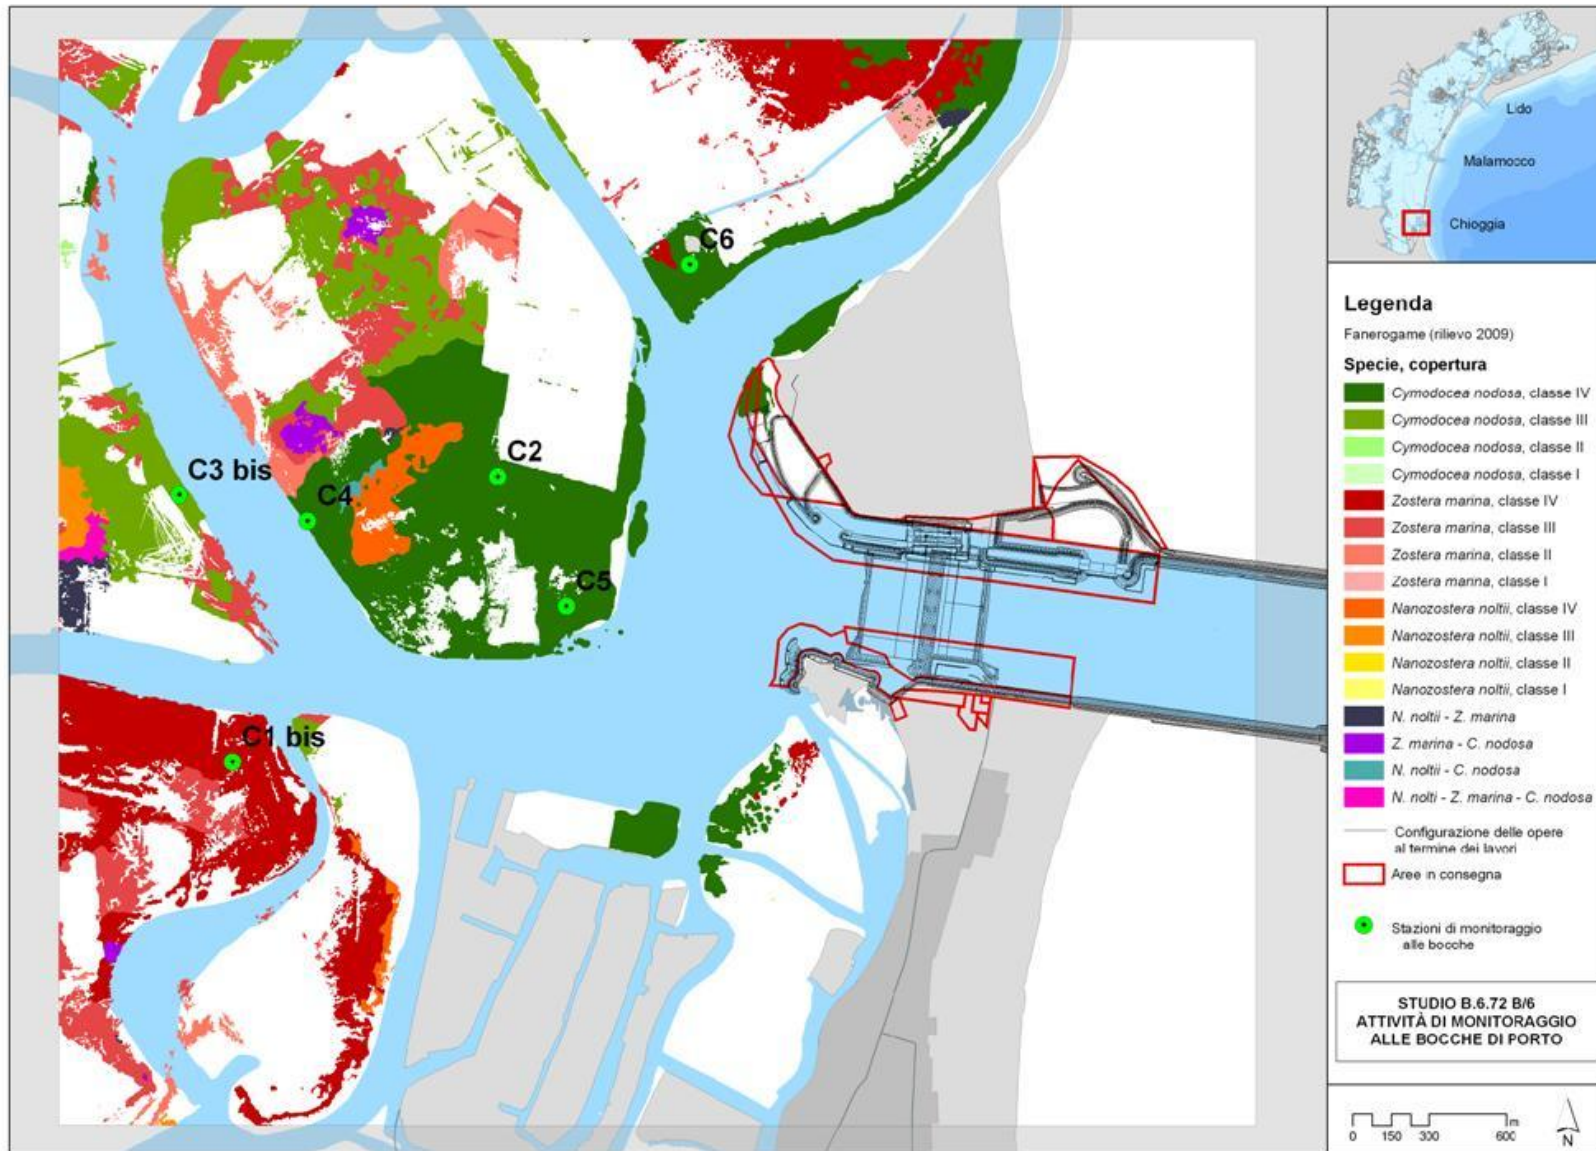 C6
C2
C3 bis
C4
C5
C1 bis
Lido
Malamocco
Chioggia
Legenda
Fanerogame (rilievo 2009)
Specie, copertura
Cymodocea nodosa, classe IV
Cymodocea nodosa, classe III
Cymodocea nodosa, classe II
Cymodocea nodosa, classe I
Zostera marina, classe IV
Zostera marina, classe III
Zostera marina, classe II
Zostera marina, classe I
Nanozostera noltii, classe IV
Nanozostera noltii, classe III
Nanozostera noltii, classe II
Nanozostera noltii, classe I
N. noltii - Z. marina
Z. marina - C. nodosa
N. noltii - C. nodosa
N. nolti - Z. marina - C. nodosa
Configurazione delle opere
al termine dei lavori
Aree in consegna
Stazioni di monitoraggio
alle bocche
STUDIO B.6.72 B/6
ATTIVITÀ DI MONITORAGGIO
ALLE BOCCHE DI PORTO
m
0 150 300 600
N